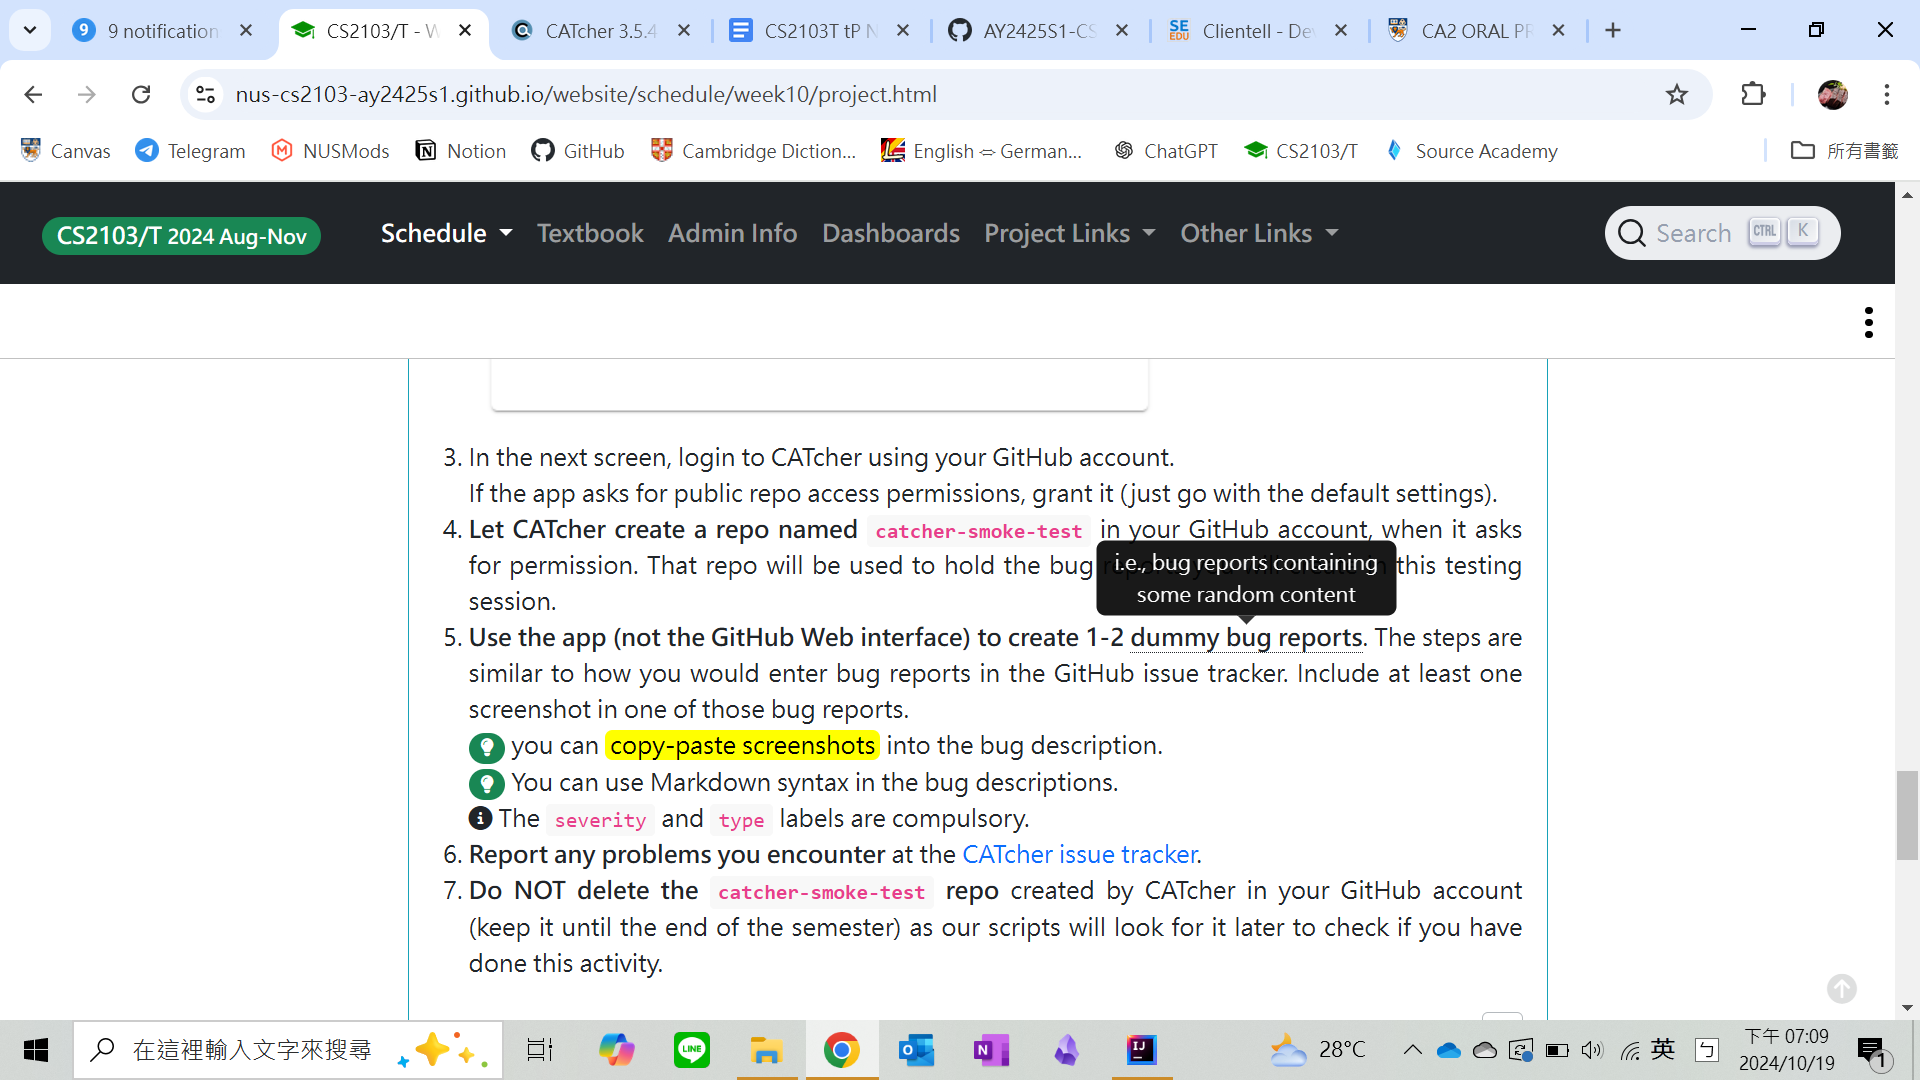 9 notification
CS2103/T - W
CATcher 3.5.4
CS2103T tP N
AY2425S1-CS
SE
EDU
Clientell - De
CA2 ORAL PR
nus-cs2103-ay2425s1.github.io/website/schedule/week10/project.html
Canvas
Telegram
NUSMods
Notion
GitHub
Cambridge Diction...
English ⇔ German...
ChatGPT
CS2103/T
Source Academy
所有書籤
CS2103/T 2024 Aug-Nov
Schedule
Textbook
Admin Info
Dashboards
Project Links
Other Links
Search
CTRL K
3. In the next screen, login to CATcher using your GitHub account.
If the app asks for public repo access permissions, grant it (just go with the default settings).
4. Let CATcher create a repo named catcher-smoke-test in your GitHub account, when it asks
for permission. That repo will be used to hold the bug this testing
session.
i.e., bug reports containing
some random content
5. Use the app (not the GitHub Web interface) to create 1-2 dummy bug reports. The steps are
similar to how you would enter bug reports in the GitHub issue tracker. Include at least one
screenshot in one of those bug reports.
you can copy-paste screenshots into the bug description.
You can use Markdown syntax in the bug descriptions.
The severity and type labels are compulsory.
6. Report any problems you encounter at the CATcher issue tracker.
7. Do NOT delete the catcher-smoke-test repo created by CATcher in your GitHub account
(keep it until the end of the semester) as our scripts will look for it later to check if you have
done this activity.
在這裡輸入文字來搜尋
LINE
28°C
英
ㄅ
下午 07:09
2024/10/19
1